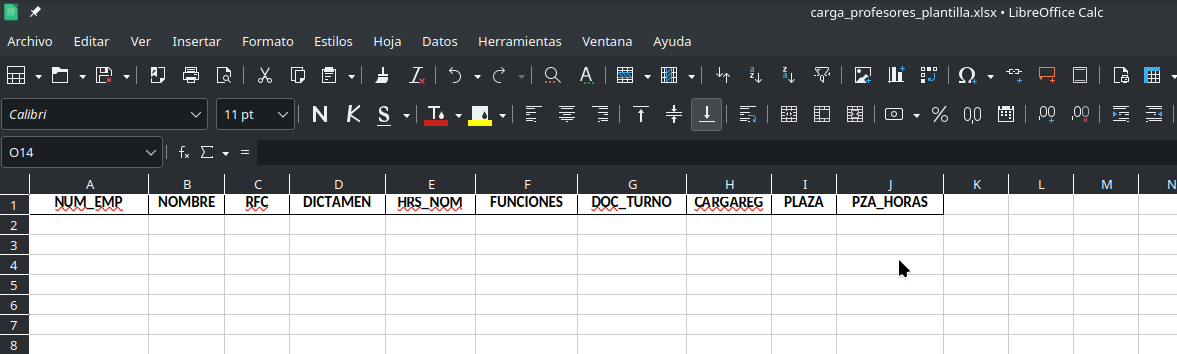 carga_profesores_plantilla.xlsx • LibreOffice Calc
Archivo Editar Ver Insertar Formato Estilos Hoja Datos Herramientas Ventana Ayuda
Calibri 11 pt N K S T % 0,0 .00 .00
O14 fx Σ =
A B C D E F G H I J K L M N
1 NUM_EMP NOMBRE RFC DICTAMEN HRS_NOM FUNCIONES DOC_TURNO CARGAREG PLAZA PZA_HORAS
2
3
4
5
6
7
8